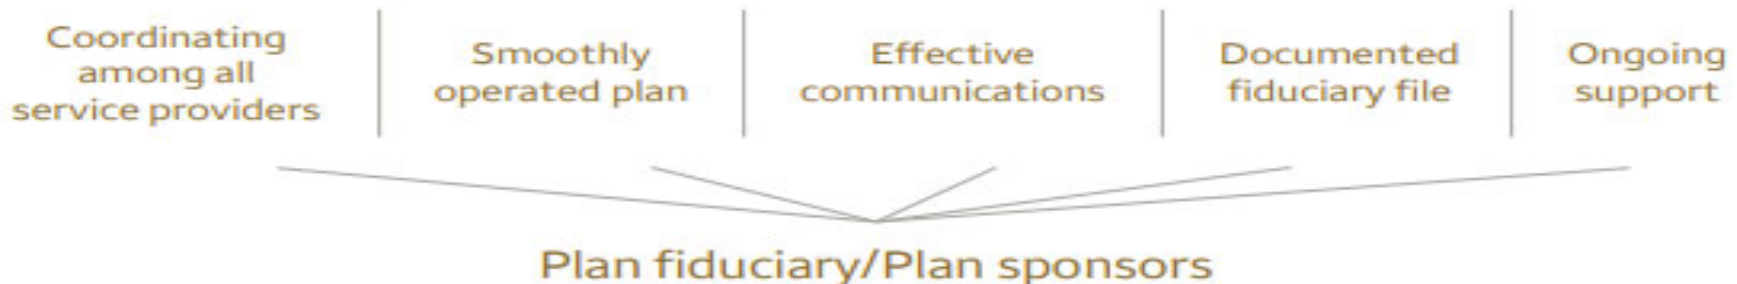 Coordinating
among all
service providers
Smoothly
operated plan
Effective
communications
Documented
fiduciary file
Ongoing
support
Plan fiduciary/Plan sponsors